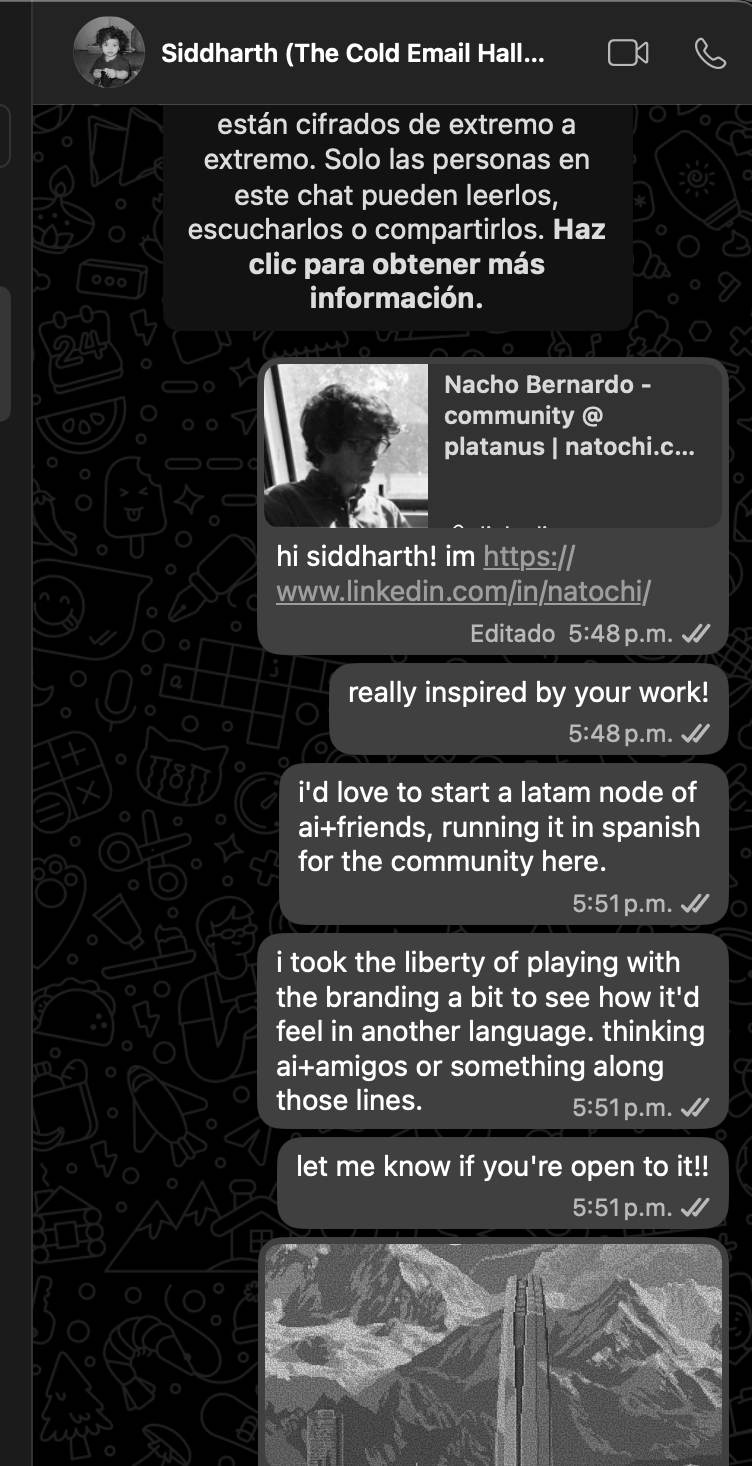 Siddharth (The Cold Email Hall...
están cifrados de extremo a
extremo. Solo las personas en
este chat pueden leerlos,
escucharlos o compartirlos. Haz
clic para obtener más
información.
Nacho Bernardo -
community @
platanus | natochi.c...
hi siddharth! im https://
www.linkedin.com/in/natochi/
Editado 5:48 p.m.
really inspired by your work!
5:48 p.m.
i'd love to start a latam node of
ai+friends, running it in spanish
for the community here.
5:51 p.m.
i took the liberty of playing with
the branding a bit to see how it'd
feel in another language. thinking
ai+amigos or something along
those lines. 5:51 p.m.
let me know if you're open to it!!
5:51 p.m.